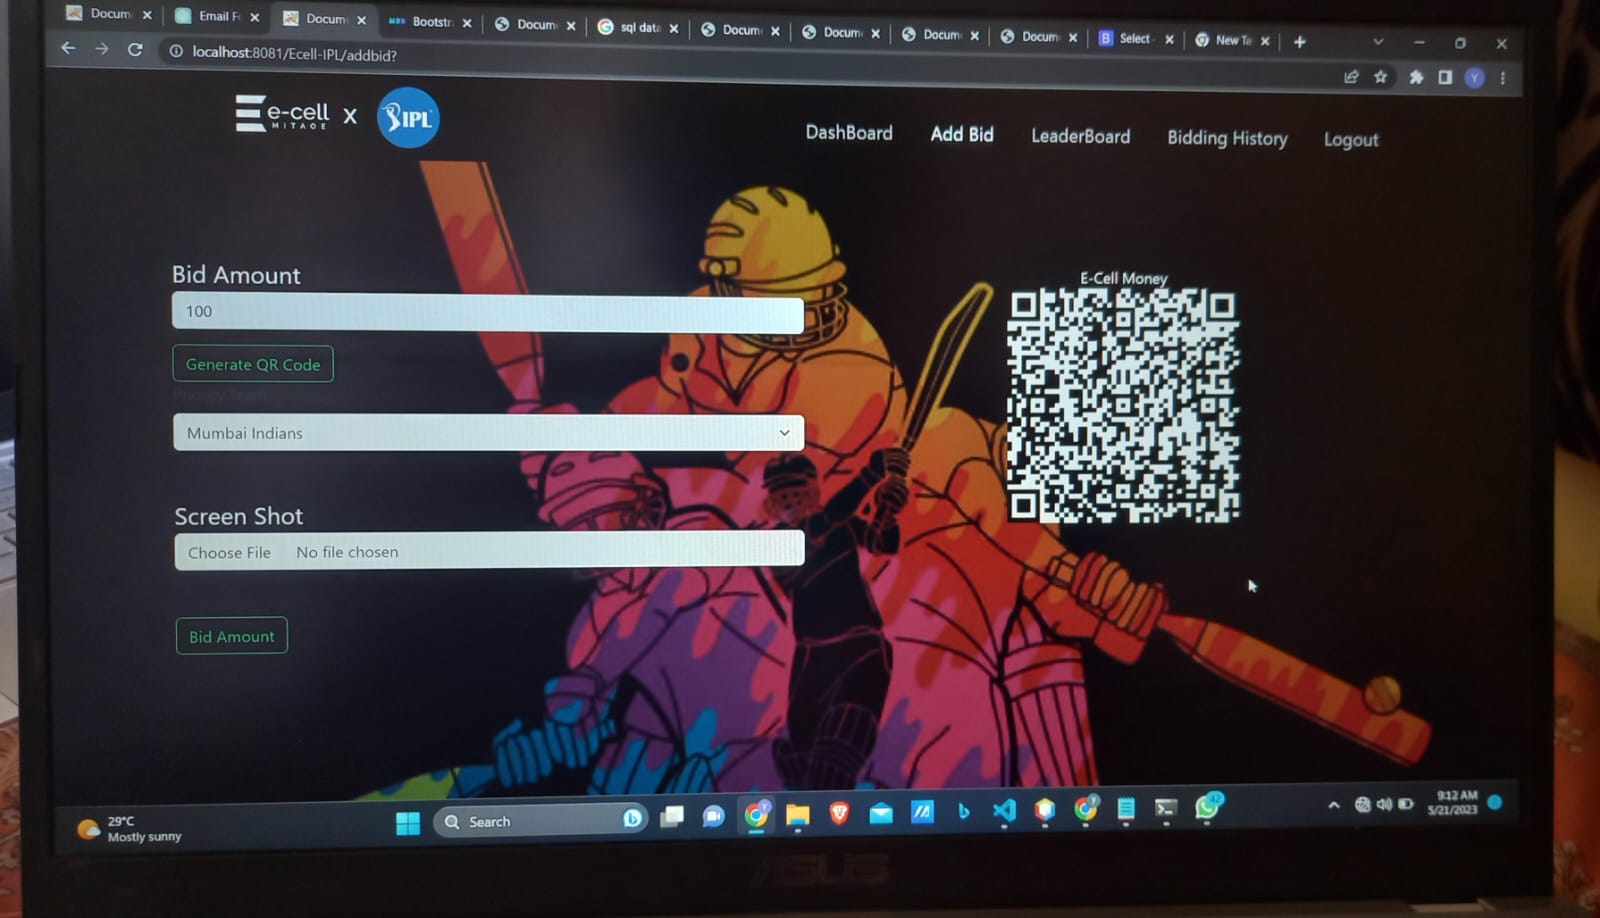 Docum
Email F
Docum
Bootstr
Docum
sql data
Docum
Docum
Docum
Docum
Select
New Ta
localhost:8081/Ecell-IPL/addbid?
Y
e-cell
MITAOE
X
IPL
DashBoard
Add Bid
LeaderBoard
Bidding History
Logout
Bid Amount
100
Generate QR Code
Priority Team
Mumbai Indians
Screen Shot
Choose File No file chosen
Bid Amount
E-Cell Money
29°C
Mostly sunny
Search
42
9:12 AM
5/21/2023
ASUS